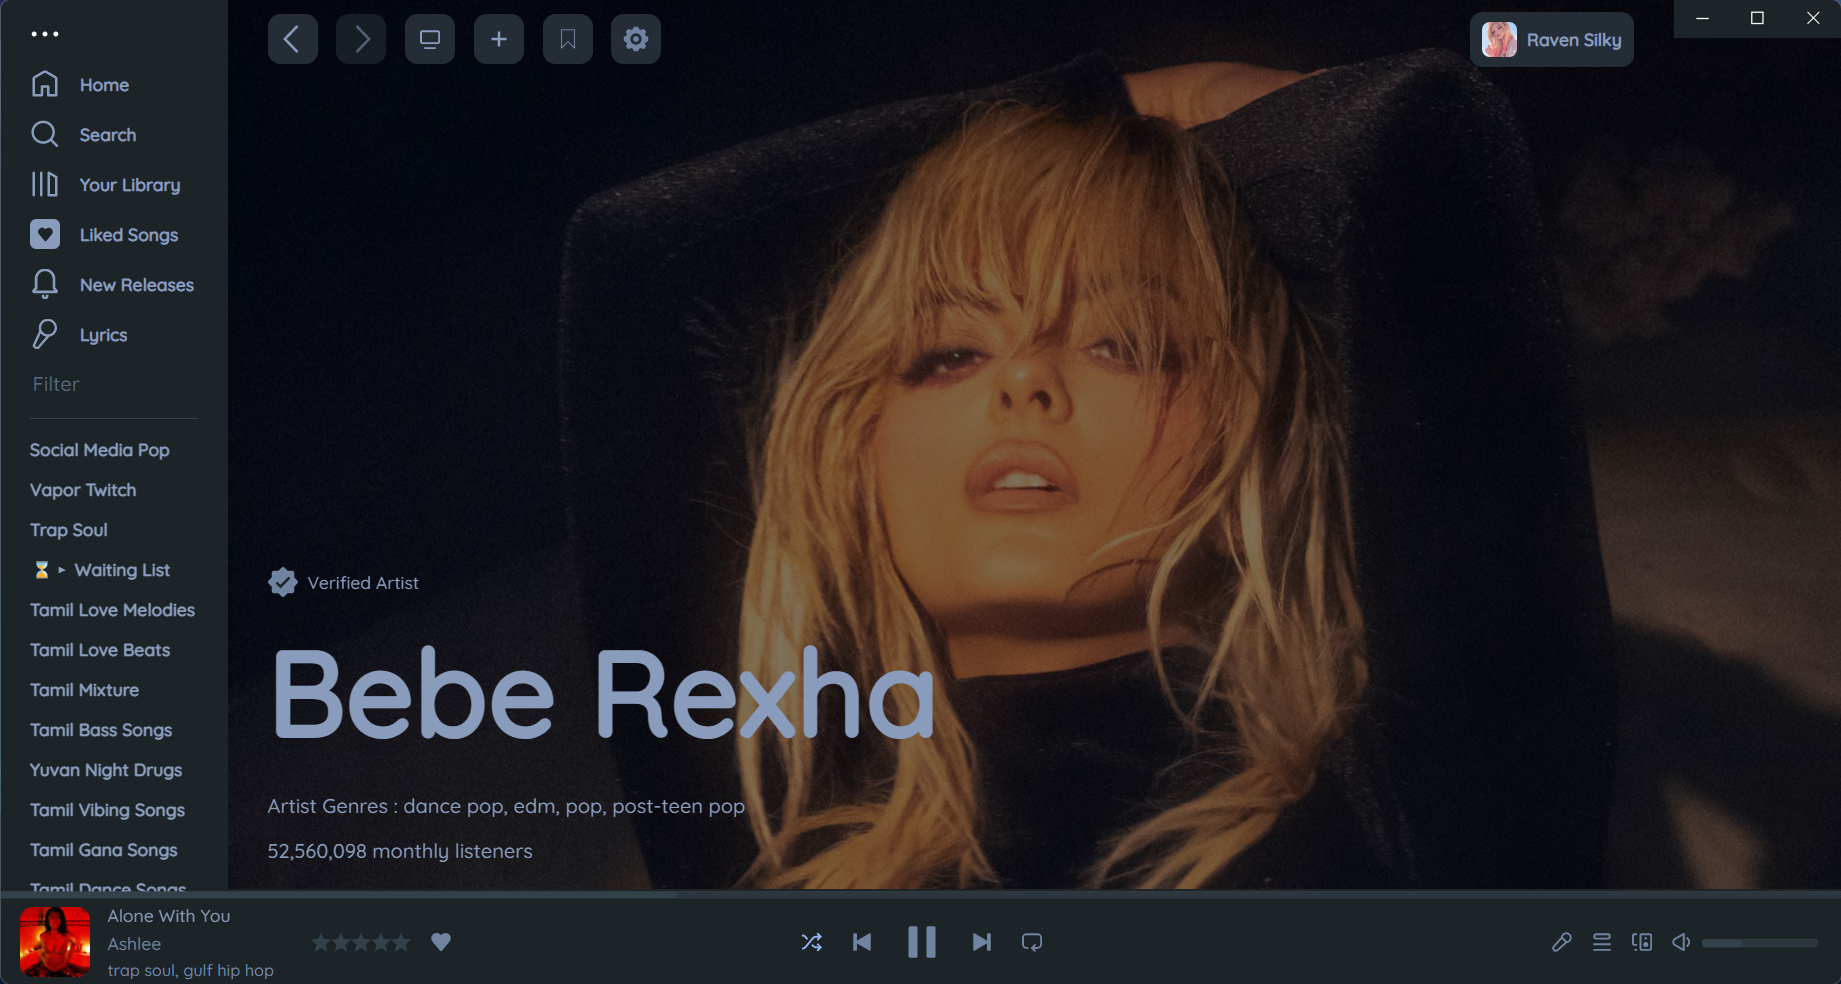 Home
Search
Your Library
Liked Songs
New Releases
Lyrics
Filter
Social Media Pop
Vapor Twitch
Trap Soul
⏳ ▸ Waiting List
Tamil Love Melodies
Tamil Love Beats
Tamil Mixture
Tamil Bass Songs
Yuvan Night Drugs
Tamil Vibing Songs
Tamil Gana Songs
Tamil Dance Songs
Raven Silky
Verified Artist
Bebe Rexha
Artist Genres : dance pop, edm, pop, post-teen pop
52,560,098 monthly listeners
Alone With You
Ashlee
trap soul, gulf hip hop